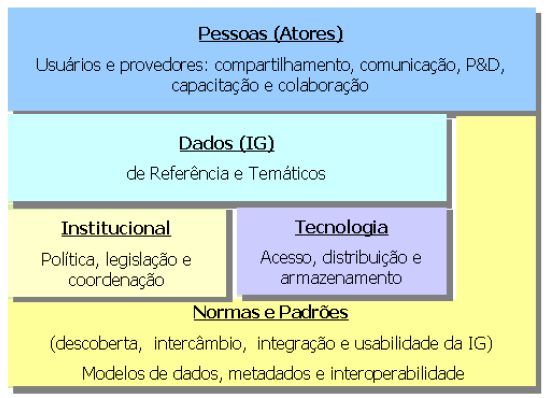 Pessoas (Atores)
Usuários e provedores: compartilhamento, comunicação, P&D,
capacitação e colaboração
Dados (IG)
de Referência e Temáticos
Institucional
Política, legislação e
coordenação
Tecnologia
Acesso, distribuição e
armazenamento
Normas e Padrões
(descoberta, intercâmbio, integração e usabilidade da IG)
Modelos de dados, metadados e interoperabilidade